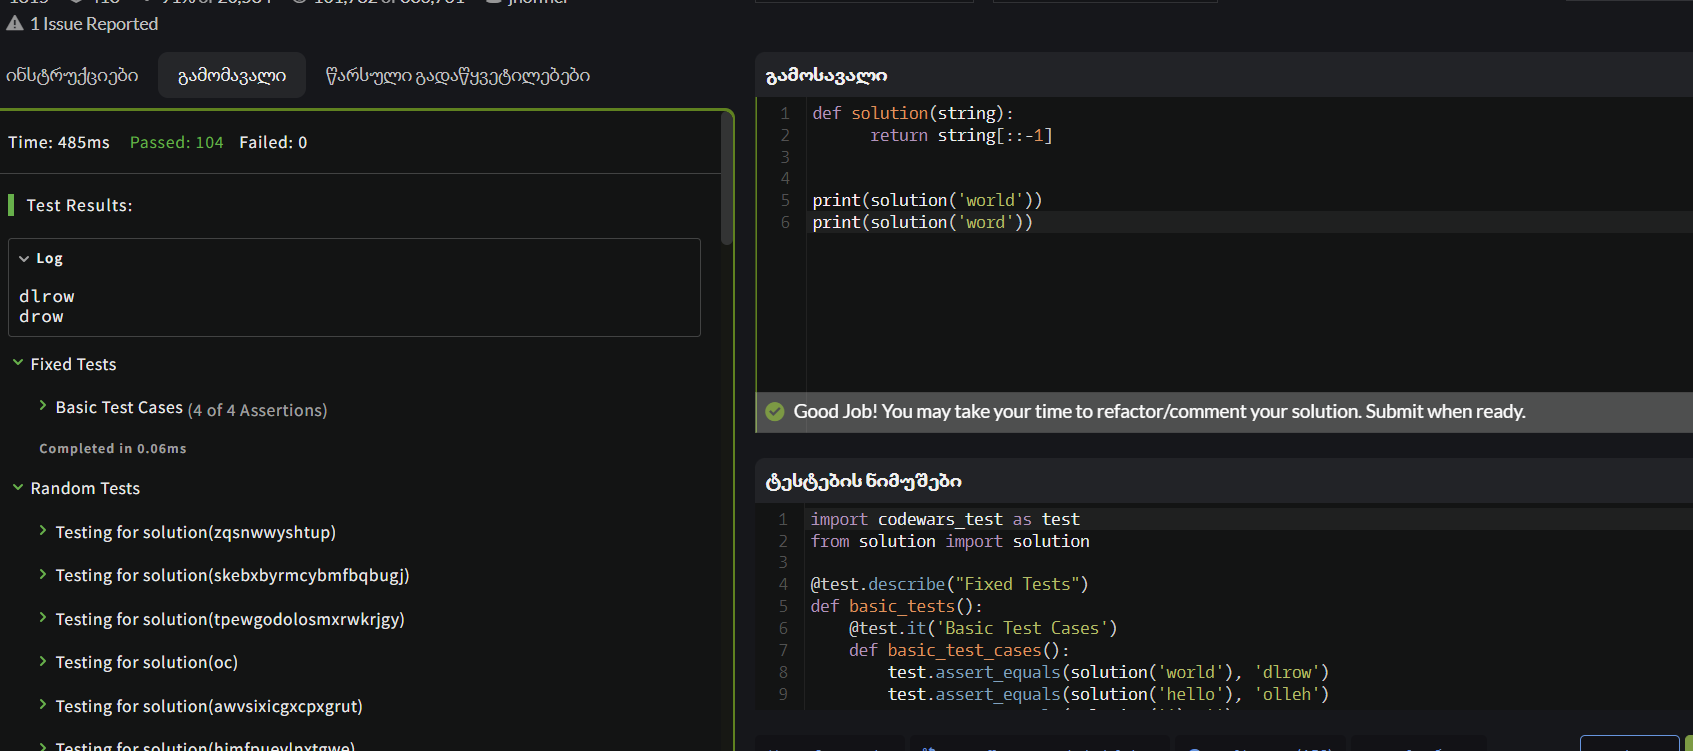 1 Issue Reported
ინსტრუქციები გამომავალი წარსული გადაწყვეტილებები
Time: 485ms Passed: 104 Failed: 0
Test Results:
Log
dlrow
drow
Fixed Tests
Basic Test Cases (4 of 4 Assertions)
Completed in 0.06ms
Random Tests
Testing for solution(zqsnwwyshtup)
Testing for solution(skebxbyrmcybmfbqbugj)
Testing for solution(tpewgodolosmxrwkrjgy)
Testing for solution(oc)
Testing for solution(awvsixicgxcpxgrut)
გამოსავალი
1 def solution(string):
2 return string[::-1]
3
4
5 print(solution('world'))
6 print(solution('word'))
Good Job! You may take your time to refactor/comment your solution. Submit when ready.
ტესტების ნიმუშები
1 import codewars_test as test
2 from solution import solution
3
4 @test.describe("Fixed Tests")
5 def basic_tests():
6 @test.it('Basic Test Cases')
7 def basic_test_cases():
8 test.assert_equals(solution('world'), 'dlrow')
9 test.assert_equals(solution('hello'), 'olleh')